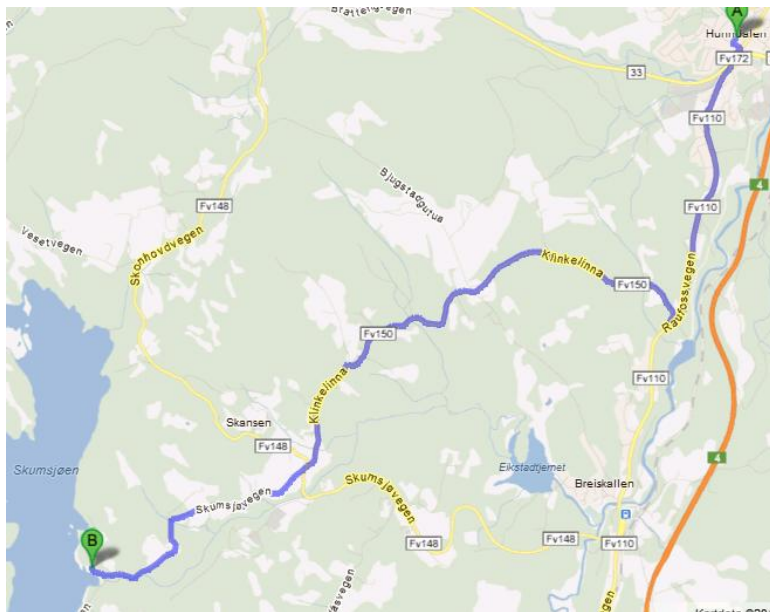 A
Brattengvegen
Hunndalen
Fv172
33
Fv110
Bjugstadgutua
4
Fv148
Fv110
Vesetvegen
Skonhovdvegen
Klinkelinna
Fv150
Raufossvegen
Fv150
Fv110
Klinkelinna
Skansen
Fv148
4
Skumsjøen
Eikstadtjernet
Skumsjøvegen
Breiskallen
Skumsjøvegen
B
Fv148
Fv148
Fv110